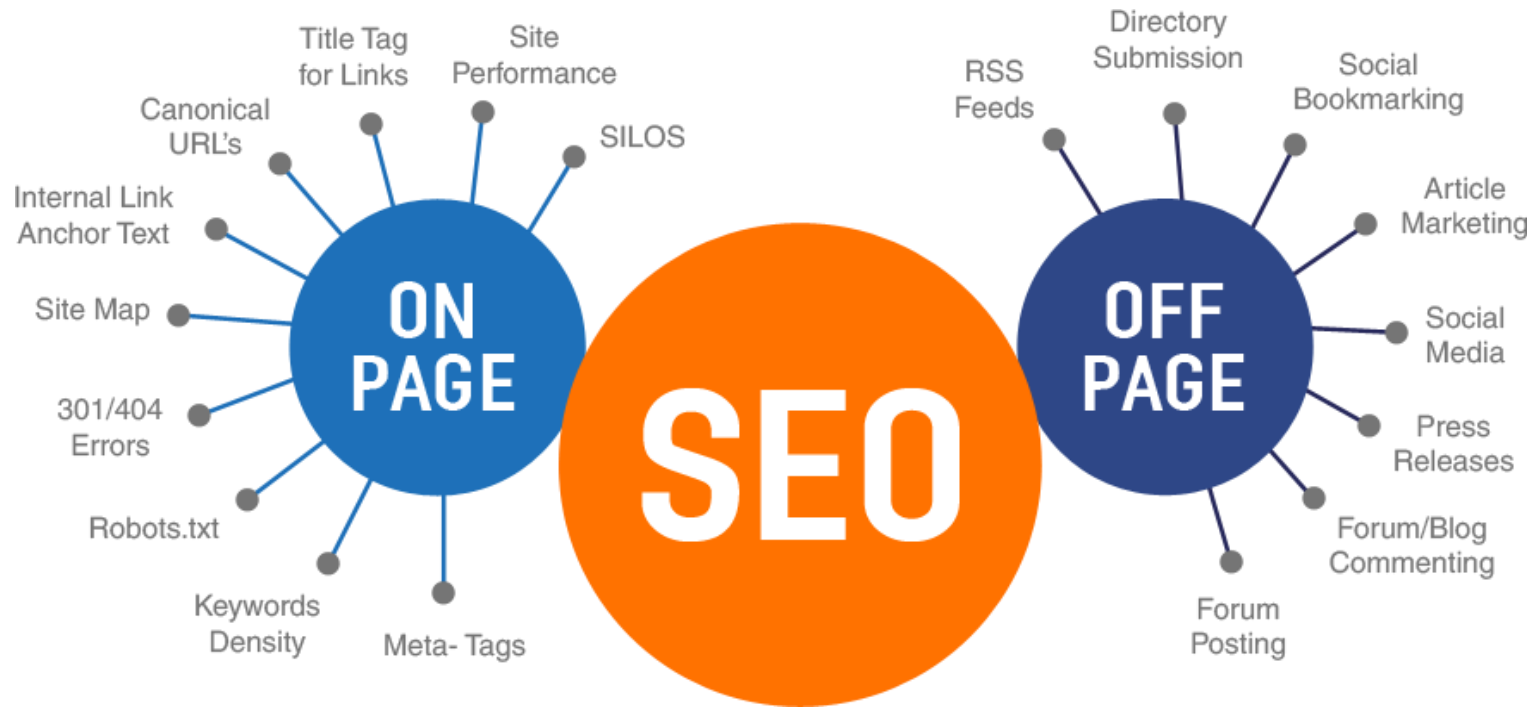 Title Tag
for Links
Site
Performance
SILOS
Canonical
URL's
Internal Link
Anchor Text
Site Map
301/404
Errors
Robots.txt
Keywords
Density
Meta- Tags
ON
PAGE
SEO
OFF
PAGE
RSS
Feeds
Directory
Submission
Social
Bookmarking
Article
Marketing
Social
Media
Press
Releases
Forum/Blog
Commenting
Forum
Posting